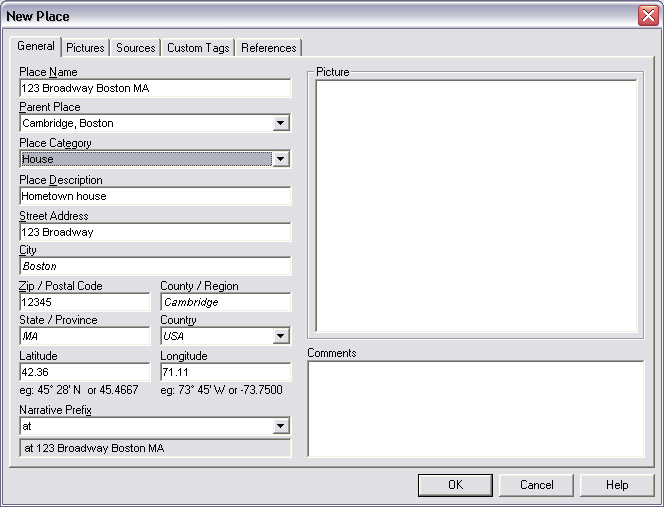 New Place
General Pictures Sources Custom Tags References
Place Name
123 Broadway Boston MA
Parent Place
Cambridge, Boston
Place Category
House
Place Description
Hometown house
Street Address
123 Broadway
City
Boston
Zip / Postal Code County / Region
12345 Cambridge
State / Province Country
MA USA
Latitude Longitude
42.36 71.11
eg: 45° 28' N or 45.4667 eg: 73° 45' W or -73.7500
Narrative Prefix
at
at 123 Broadway Boston MA
Picture
Comments
OK Cancel Help